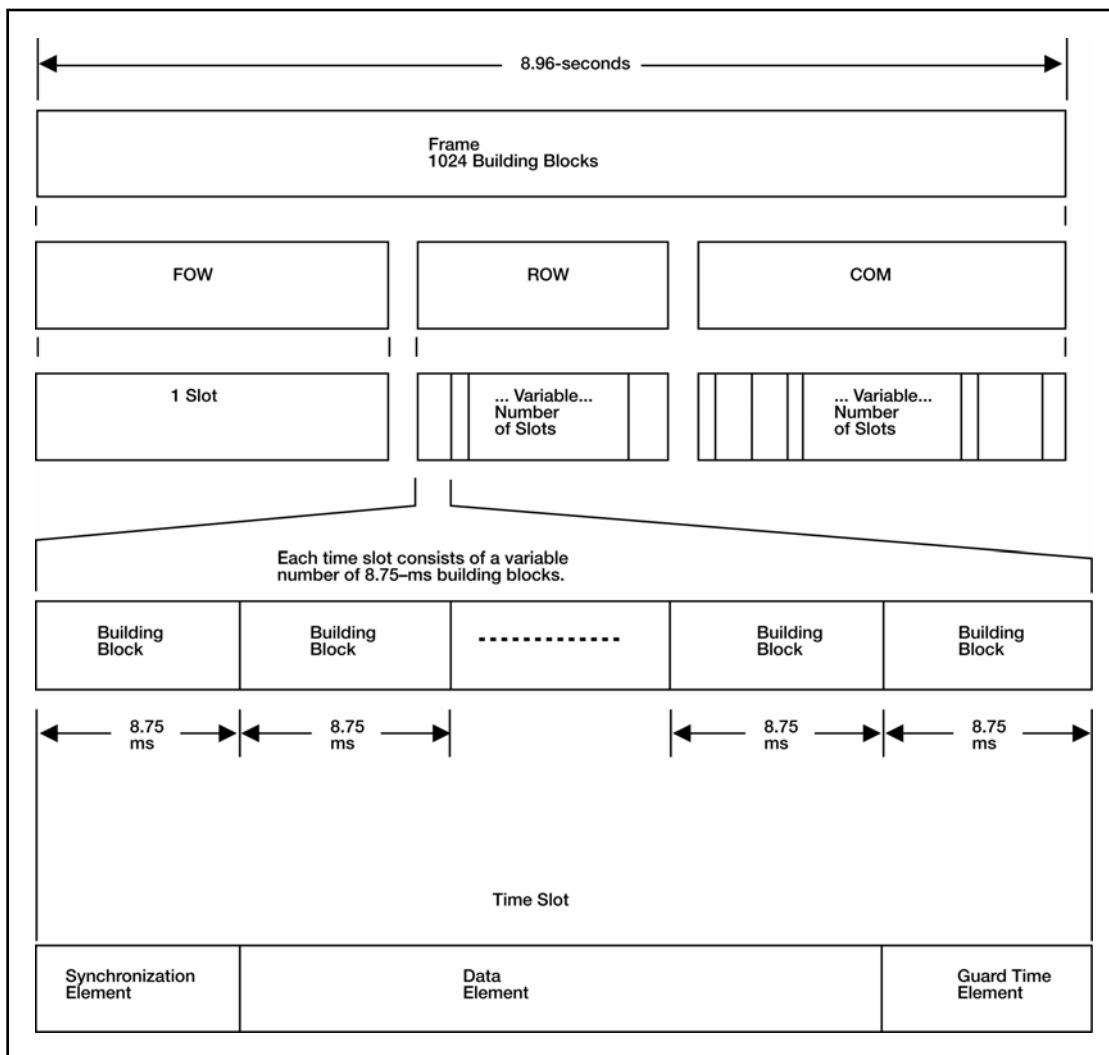 8.96-seconds
Frame
1024 Building Blocks
FOW
ROW
COM
1 Slot
... Variable...
Number
of Slots
... Variable...
Number
of Slots
Each time slot consists of a variable
number of 8.75–ms building blocks.
Building
Block
Building
Block
Building
Block
Building
Block
8.75
ms
8.75
ms
8.75
ms
8.75
ms
Time Slot
Synchronization
Element
Data
Element
Guard Time
Element